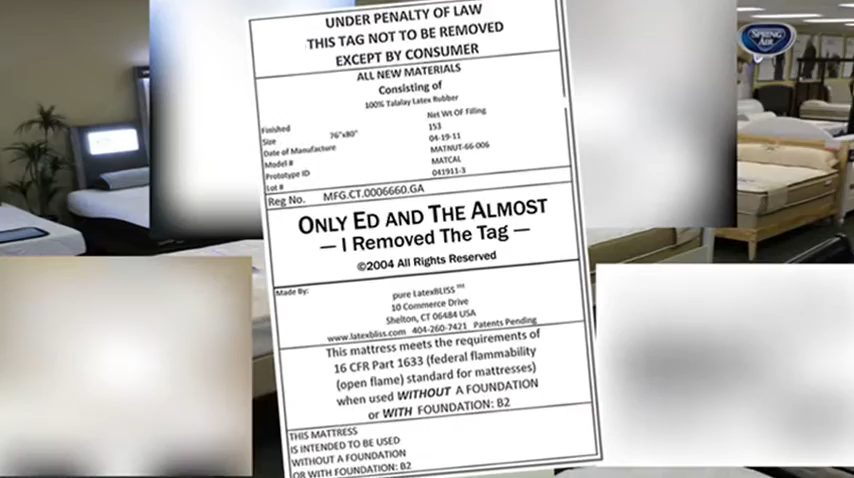 UNDER PENALTY OF LAW
THIS TAG NOT TO BE REMOVED
EXCEPT BY CONSUMER
ALL NEW MATERIALS
Consisting of
100% Talalay Latex Rubber
Net Wt Of Filling
Finished
153
Size 76"x80"
04-19-11
Date of Manufacture
MATNUT-66-006
Model #
MATCAL
Prototype ID
041911-3
Lot #
Reg No. MFG.CT.0006660.GA
ONLY ED AND THE ALMOST
— I Removed The Tag —
©2004 All Rights Reserved
Made By:
pure LatexBLISS ™
10 Commerce Drive
Shelton, CT 06484 USA
www.latexbliss.com 404-260-7421 Patents Pending
This mattress meets the requirements of
16 CFR Part 1633 (federal flammability
(open flame) standard for mattresses)
when used WITHOUT A FOUNDATION
or WITH FOUNDATION: B2
THIS MATTRESS
IS INTENDED TO BE USED
WITHOUT A FOUNDATION
OR WITH FOUNDATION: B2
SPRING AIR